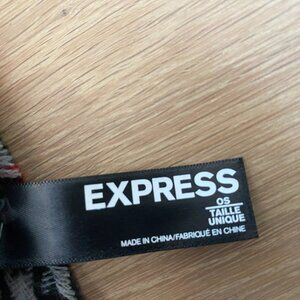 EXPRESS
OS
TAILLE
UNIQUE
MADE IN CHINA/FABRIQUÉ EN CHINE